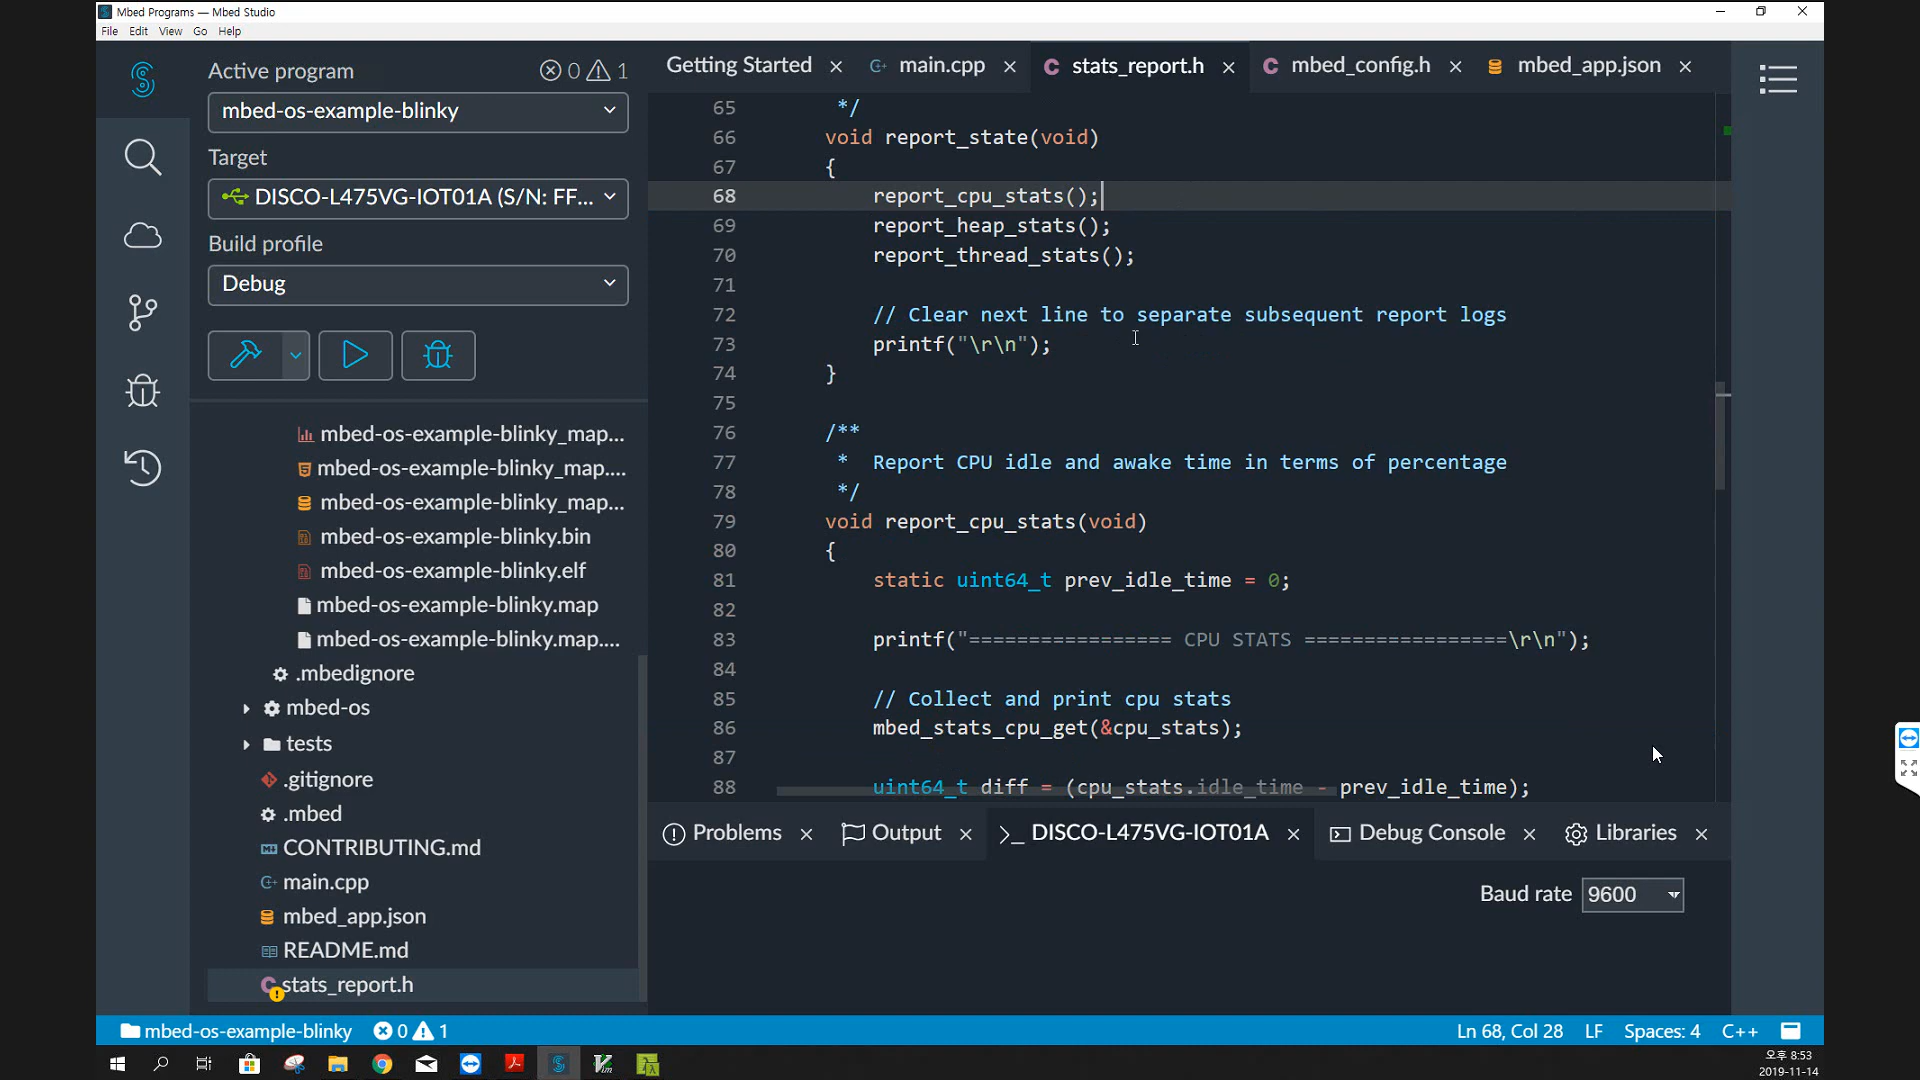 Mbed Programs — Mbed Studio
File Edit View Go Help
Active program 0 1
mbed-os-example-blinky
Target
DISCO-L475VG-IOT01A (S/N: FF...
Build profile
Debug
mbed-os-example-blinky_map...
mbed-os-example-blinky_map....
mbed-os-example-blinky_map...
mbed-os-example-blinky.bin
mbed-os-example-blinky.elf
mbed-os-example-blinky.map
mbed-os-example-blinky.map....
.mbedignore
mbed-os
tests
.gitignore
.mbed
CONTRIBUTING.md
main.cpp
mbed_app.json
README.md
stats_report.h
Getting Started main.cpp stats_report.h mbed_config.h mbed_app.json
65 */
66 void report_state(void)
67 {
68 report_cpu_stats();
69 report_heap_stats();
70 report_thread_stats();
71
72 // Clear next line to separate subsequent report logs
73 printf("\r\n");
74 }
75
76 /**
77 * Report CPU idle and awake time in terms of percentage
78 */
79 void report_cpu_stats(void)
80 {
81 static uint64_t prev_idle_time = 0;
82
83 printf("================= CPU STATS =================\r\n");
84
85 // Collect and print cpu stats
86 mbed_stats_cpu_get(&cpu_stats);
87
88 uint64_t diff = (cpu_stats.idle_time - prev_idle_time);
Problems Output >_ DISCO-L475VG-IOT01A Debug Console Libraries
Baud rate 9600
mbed-os-example-blinky 0 1 Ln 68, Col 28 LF Spaces: 4 C++
오후 8:53
2019-11-14